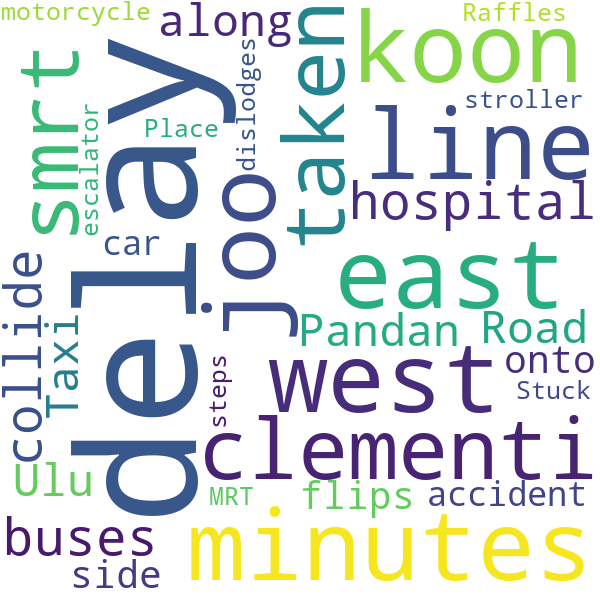 motorcycle
along
Raffles
koon
taken
smrt
delay
dislodges
escalator
Place
stroller
line
hospital
joo
car
east
collide
Taxi
Pandan
Road
west
onto
steps
Stuck
clementi
Ulu
MRT
flips
accident
buses
minutes
side